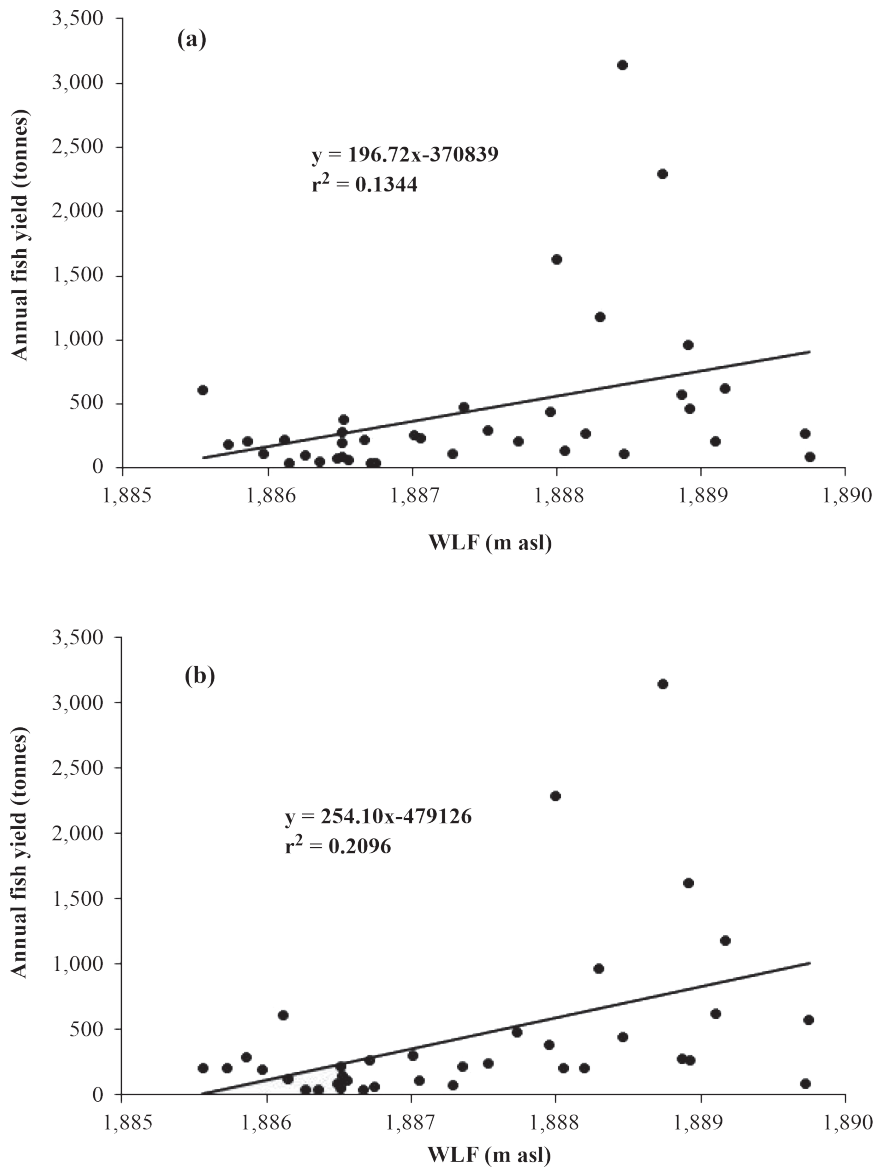 (a)
Annual fish yield (tonnes)
3,500
3,000
2,500
2,000
1,500
1,000
500
0
y = 196.72x-370839
r² = 0.1344
1,885 1,886 1,887 1,888 1,889 1,890
WLF (m asl)
(b)
Annual fish yield (tonnes)
3,500
3,000
2,500
2,000
1,500
1,000
500
0
y = 254.10x-479126
r² = 0.2096
1,885 1,886 1,887 1,888 1,889 1,890
WLF (m asl)